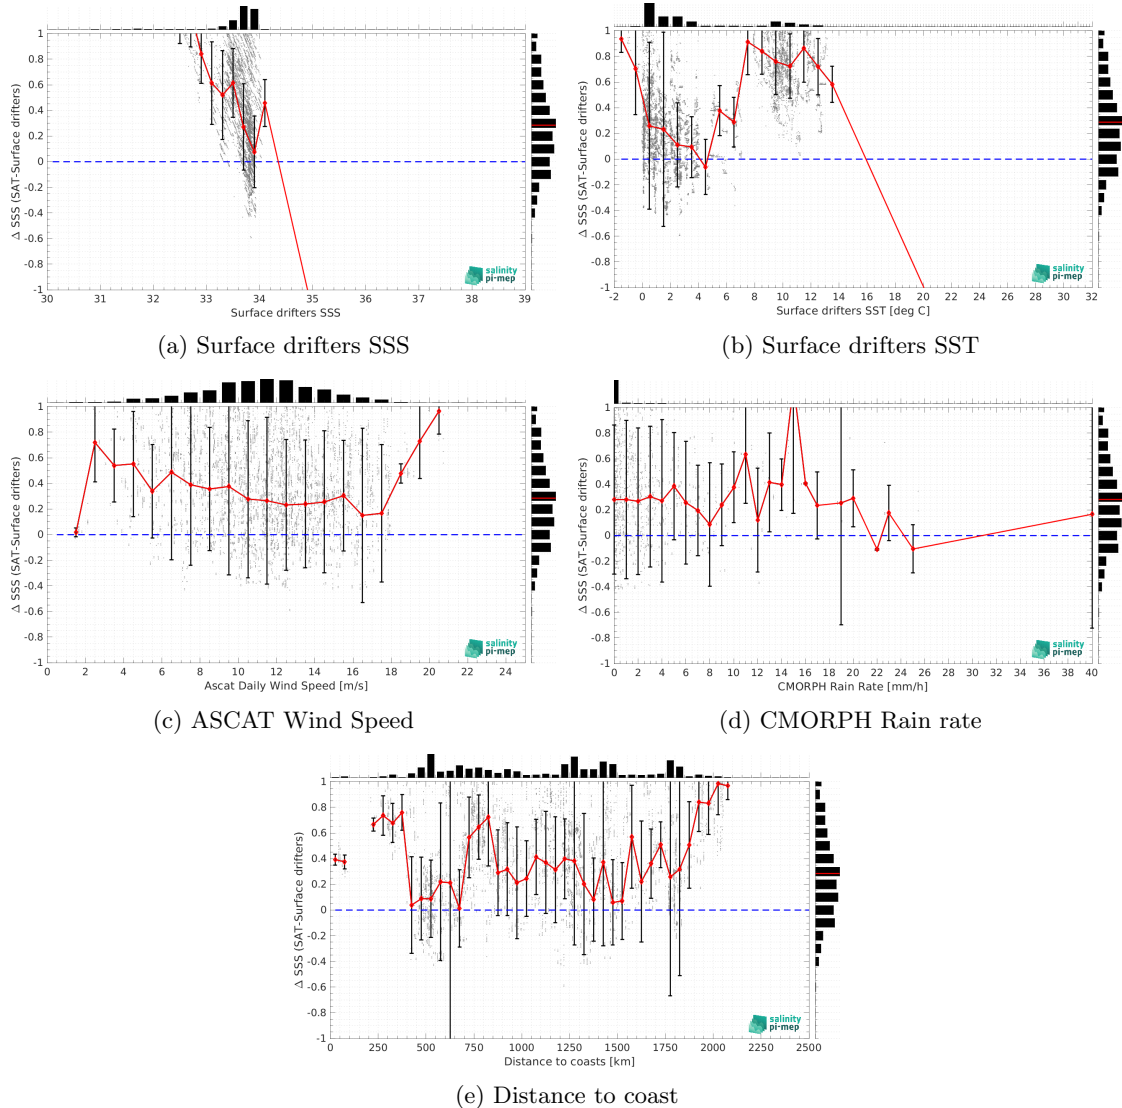 Δ SSS (SAT-Surface drifters)
1
0.8
0.6
0.4
0.2
0
-0.2
-0.4
-0.6
-0.8
-1
30 31 32 33 34 35 36 37 38 39
Surface drifters SSS
salinity
pi-mep
(a) Surface drifters SSS
Δ SSS (SAT-Surface drifters)
1
0.8
0.6
0.4
0.2
0
-0.2
-0.4
-0.6
-0.8
-1
-2 0 2 4 6 8 10 12 14 16 18 20 22 24 26 28 30 32
Surface drifters SST [deg C]
salinity
pi-mep
(b) Surface drifters SST
Δ SSS (SAT-Surface drifters)
1
0.8
0.6
0.4
0.2
0
-0.2
-0.4
-0.6
-0.8
-1
0 2 4 6 8 10 12 14 16 18 20 22 24
Ascat Daily Wind Speed [m/s]
salinity
pi-mep
(c) ASCAT Wind Speed
Δ SSS (SAT-Surface drifters)
1
0.8
0.6
0.4
0.2
0
-0.2
-0.4
-0.6
-0.8
-1
0 2 4 6 8 10 12 14 16 18 20 22 24 26 28 30 32 34 36 38 40
CMORPH Rain Rate [mm/h]
salinity
pi-mep
(d) CMORPH Rain rate
Δ SSS (SAT-Surface drifters)
1
0.8
0.6
0.4
0.2
0
-0.2
-0.4
-0.6
-0.8
-1
0 250 500 750 1000 1250 1500 1750 2000 2250 2500
Distance to coasts [km]
salinity
pi-mep
(e) Distance to coast